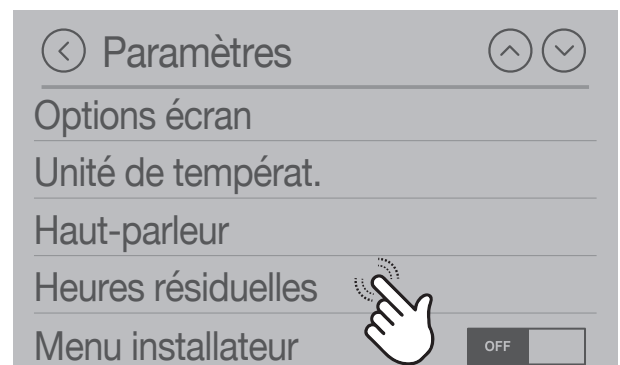 Paramètres
Options écran
Unité de températ.
Haut-parleur
Heures résiduelles
Menu installateur OFF